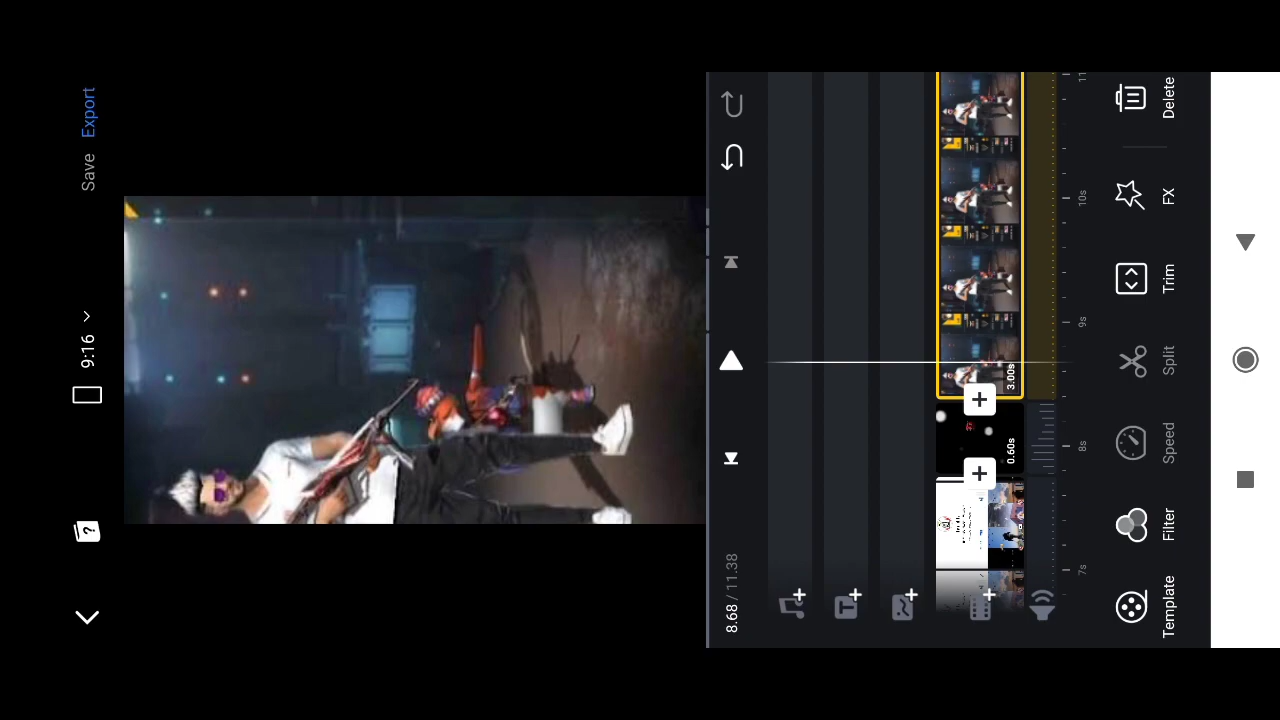 9:16
Save
Export
8.68 / 11.38
0.60s
3.00s
7s
8s
9s
10s
11
Template
Filter
Speed
Split
Trim
FX
Delete